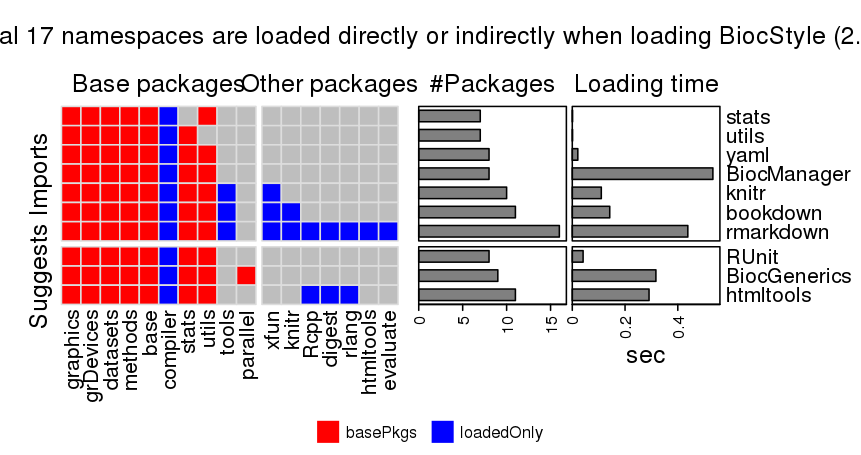 al 17 namespaces are loaded directly or indirectly when loading BiocStyle (2.
Base packages
Other packages
#Packages
Loading time
Imports
Suggests
stats
utils
yaml
BiocManager
knitr
bookdown
rmarkdown
RUnit
BiocGenerics
htmltools
graphics
grDevices
datasets
methods
base
compiler
stats
utils
tools
parallel
xfun
knitr
Rcpp
digest
rlang
htmltools
evaluate
0 5 10 15
0 0.2 0.4
sec
basePkgs
loadedOnly